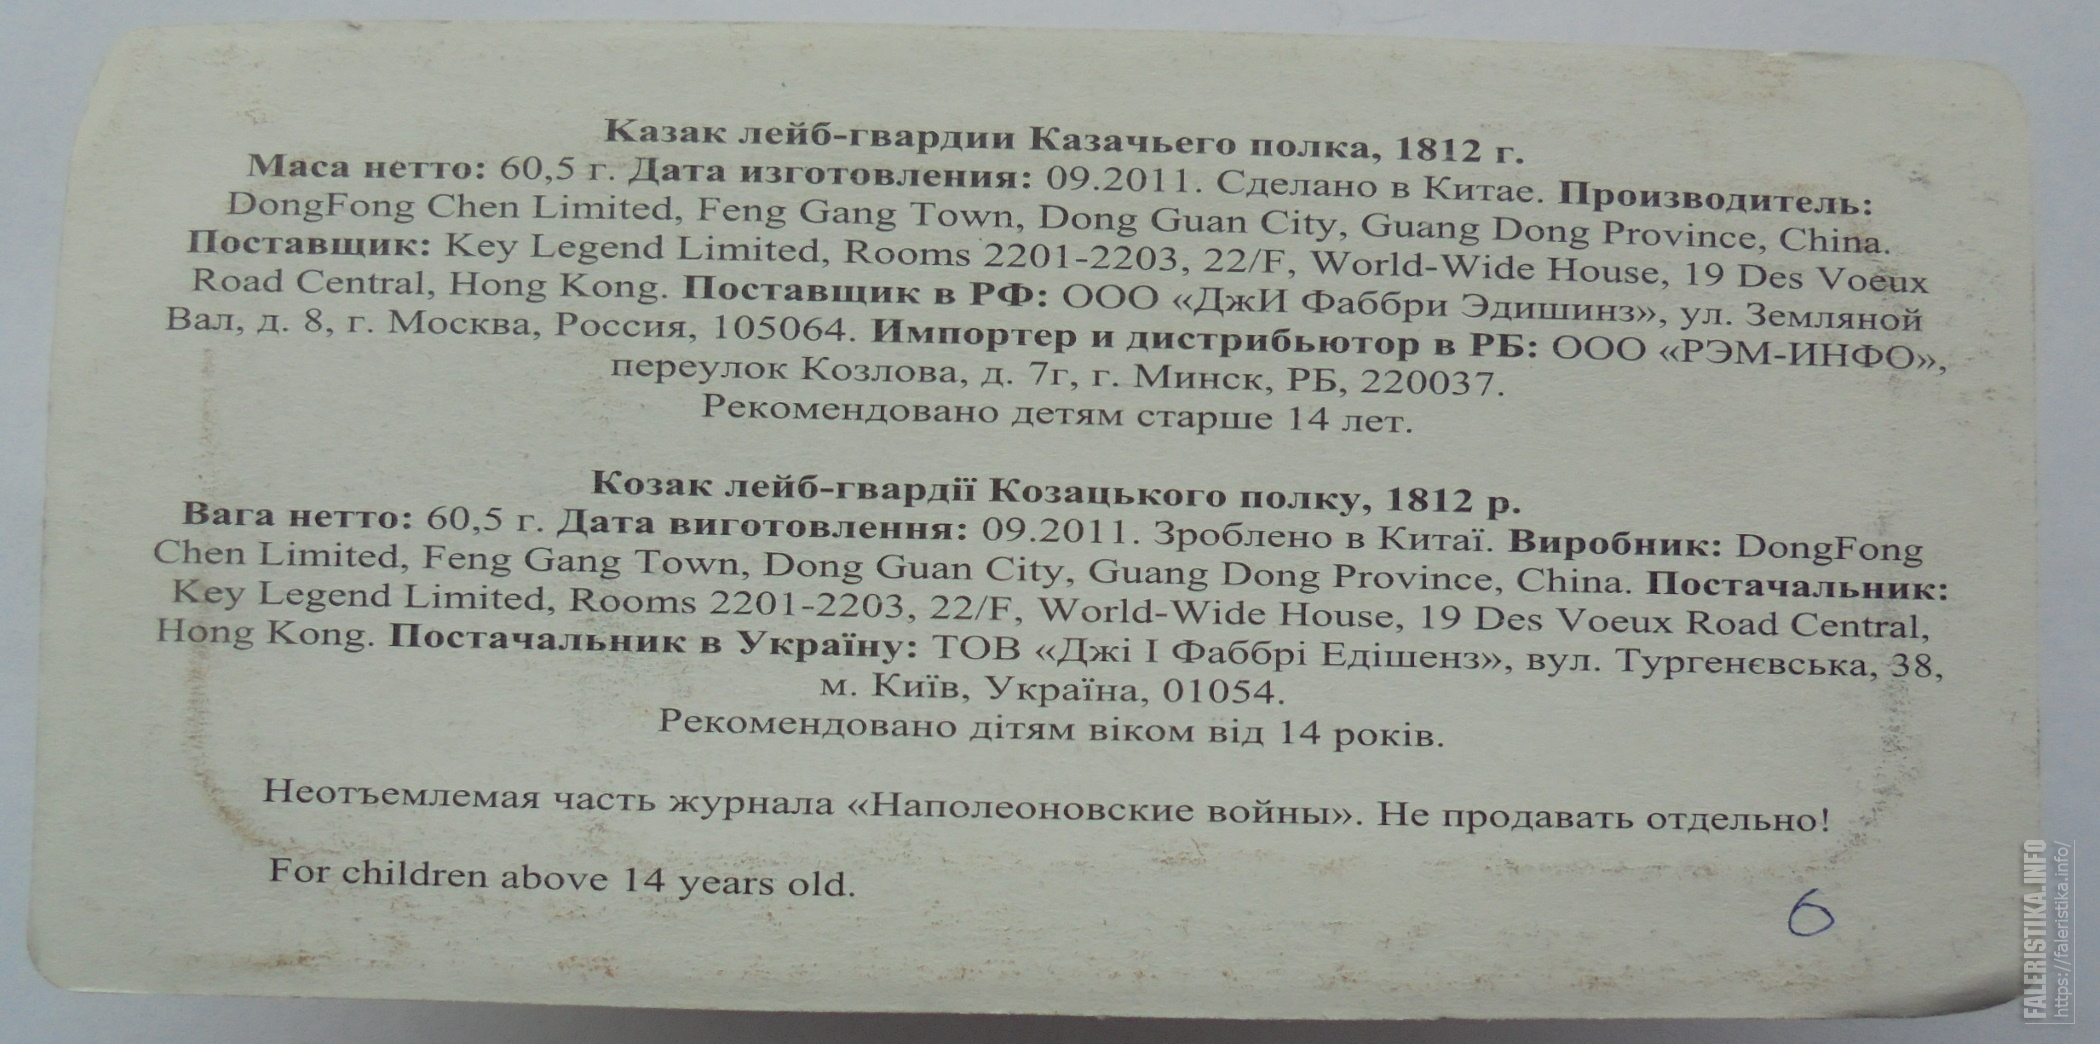 Казак лейб-гвардии Казачьего полка, 1812 г.
Маса нетто: 60,5 г. Дата изготовления: 09.2011. Сделано в Китае. Производитель:
DongFong Chen Limited, Feng Gang Town, Dong Guan City, Guang Dong Province, China.
Поставщик: Key Legend Limited, Rooms 2201-2203, 22/F, World-Wide House, 19 Des Voeux
Road Central, Hong Kong. Поставщик в РФ: ООО «ДжИ Фаббри Эдишинз», ул. Земляной
Вал, д. 8, г. Москва, Россия, 105064. Импортер и дистрибьютор в РБ: ООО «РЭМ-ИНФО»,
переулок Козлова, д. 7г, г. Минск, РБ, 220037.
Рекомендовано детям старше 14 лет.
Козак лейб-гвардії Козацького полку, 1812 р.
Вага нетто: 60,5 г. Дата виготовлення: 09.2011. Зроблено в Китаї. Виробник: DongFong
Chen Limited, Feng Gang Town, Dong Guan City, Guang Dong Province, China. Постачальник:
Key Legend Limited, Rooms 2201-2203, 22/F, World-Wide House, 19 Des Voeux Road Central,
Hong Kong. Постачальник в Україну: ТОВ «Джі І Фаббрі Едішенз», вул. Тургенєвська, 38,
м. Київ, Україна, 01054.
Рекомендовано дітям віком від 14 років.
Неотъемлемая часть журнала «Наполеоновские войны». Не продавать отдельно!
For children above 14 years old.
6
FALERISTIKA.INFO
https://faleristika.info/